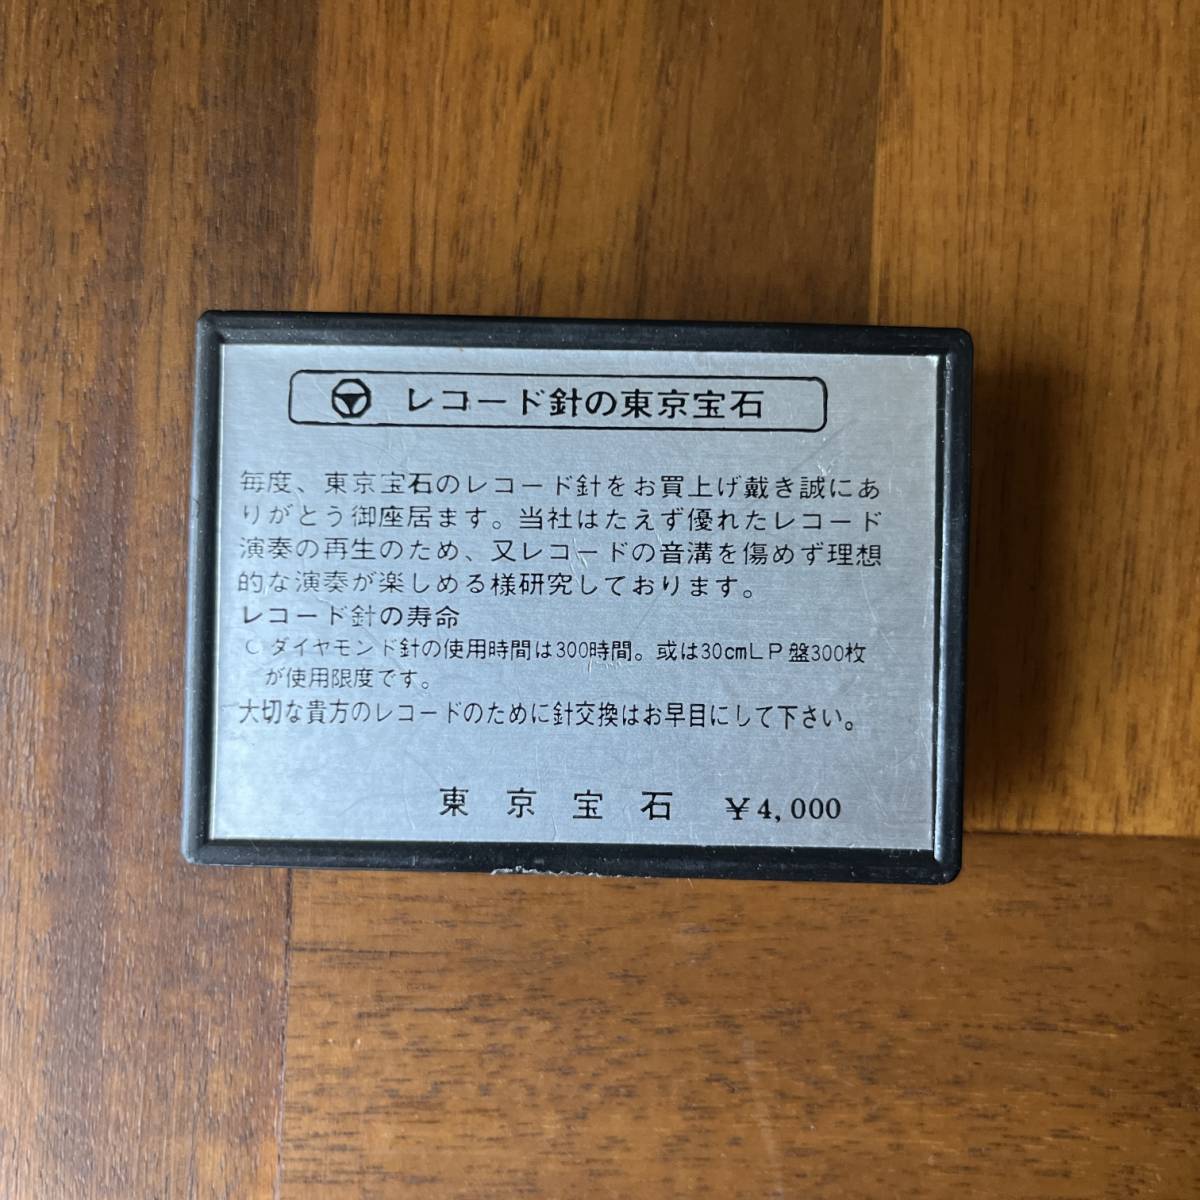 レコード針の東京宝石
毎度、東京宝石のレコード針をお買上げ戴き誠にあ
りがとう御座居ます。当社はたえず優れたレコード
演奏の再生のため、又レコードの音溝を傷めず理想
的な演奏が楽しめる様研究しております。
レコード針の寿命
○ ダイヤモンド針の使用時間は300時間。或は30cmLP盤300枚
が使用限度です。
大切な貴方のレコードのために針交換はお早目にして下さい。
東京宝石 ¥4,000